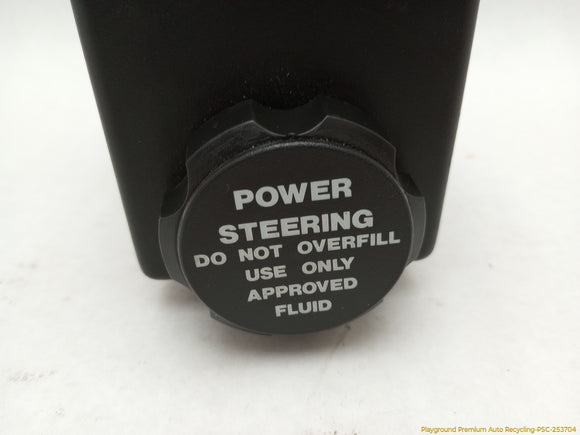 POWER
STEERING
DO NOT OVERFILL
USE ONLY
APPROVED
FLUID
Playground Premium Auto Recycling-PSC-253704